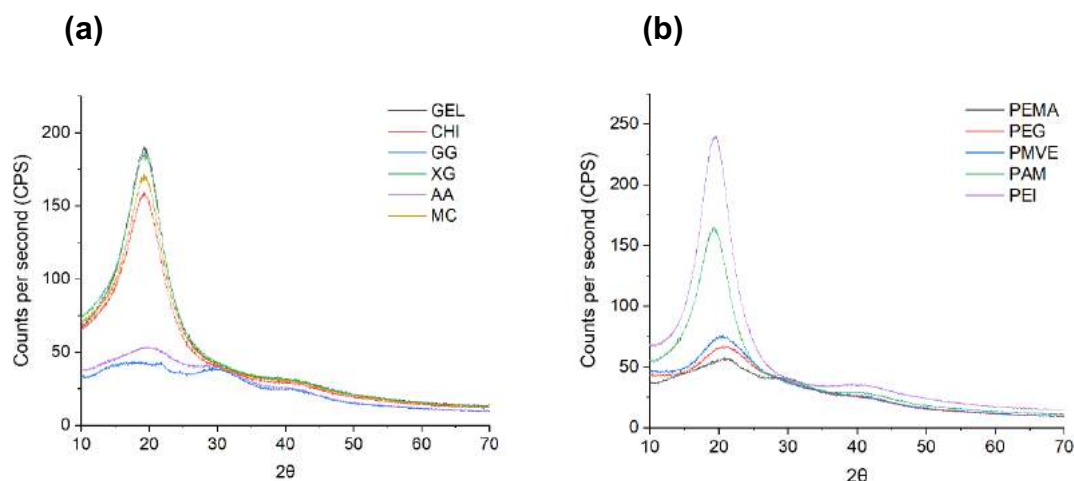 (a)
(b)
Counts per second (CPS)
200
150
100
50
0
10 20 30 40 50 60 70
2θ
GEL
CHI
GG
XG
AA
MC
Counts per second (CPS)
250
200
150
100
50
0
10 20 30 40 50 60 70
2θ
PEMA
PEG
PMVE
PAM
PEI